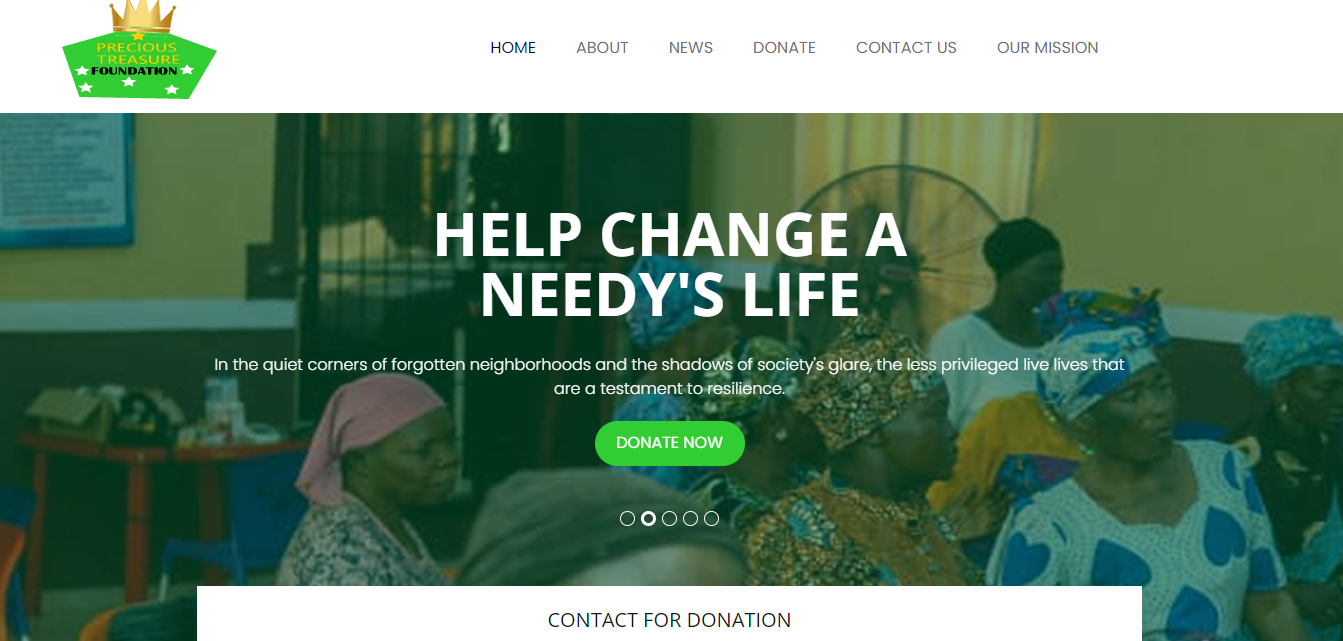 PRECIOUS
TREASURE
FOUNDATION
HOME ABOUT NEWS DONATE CONTACT US OUR MISSION
HELP CHANGE A
NEEDY'S LIFE
In the quiet corners of forgotten neighborhoods and the shadows of society's glare, the less privileged live lives that
are a testament to resilience.
DONATE NOW
CONTACT FOR DONATION